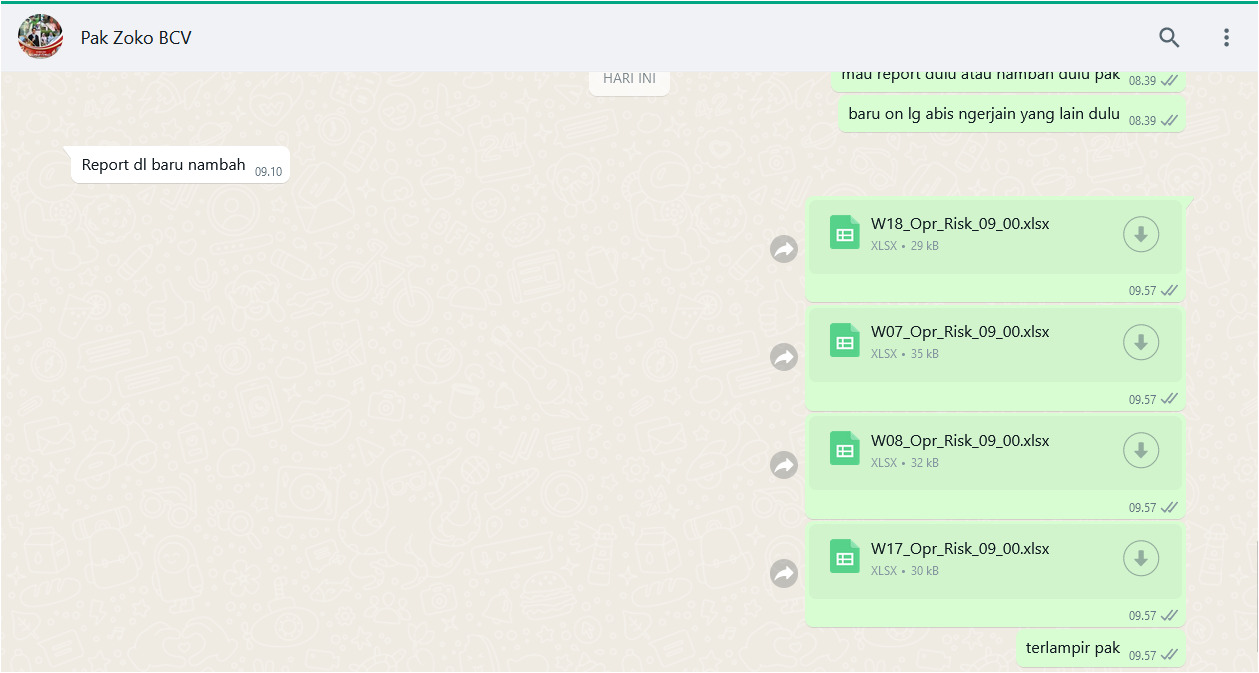 Pak Zoko BCV
HARI INI
mau report dulu atau nambah dulu pak 08.39
baru on lg abis ngerjain yang lain dulu 08.39
Report dl baru nambah 09.10
W18_Opr_Risk_09_00.xlsx
XLSX • 29 kB
09.57
W07_Opr_Risk_09_00.xlsx
XLSX • 35 kB
09.57
W08_Opr_Risk_09_00.xlsx
XLSX • 32 kB
09.57
W17_Opr_Risk_09_00.xlsx
XLSX • 30 kB
09.57
terlampir pak 09.57